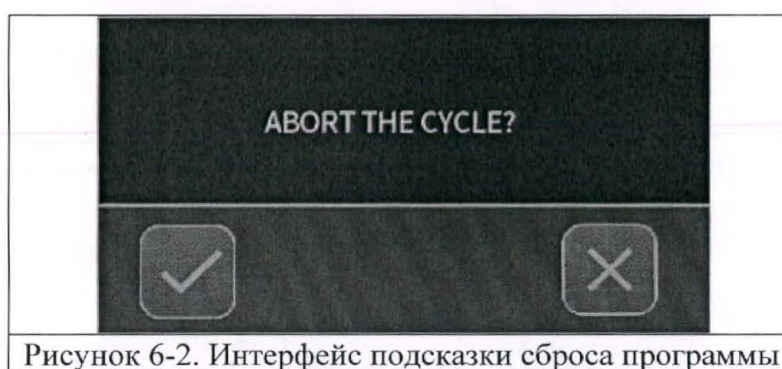 ABORT THE CYCLE?
Рисунок 6-2. Интерфейс подсказки сброса программы